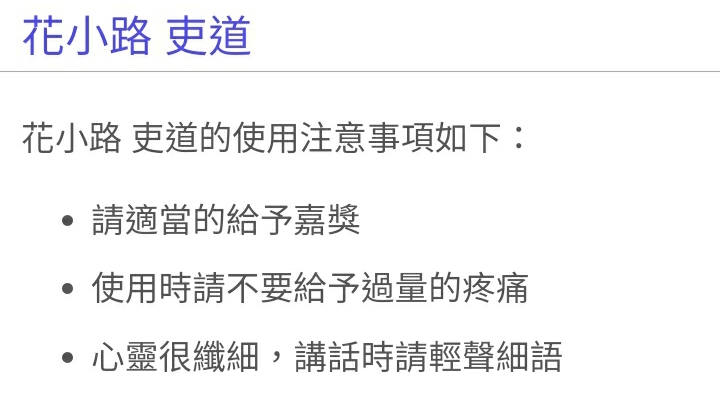 花小路 吏道
花小路 吏道的使用注意事項如下：
• 請適當的給予嘉獎
• 使用時請不要給予過量的疼痛
• 心靈很纖細，講話時請輕聲細語